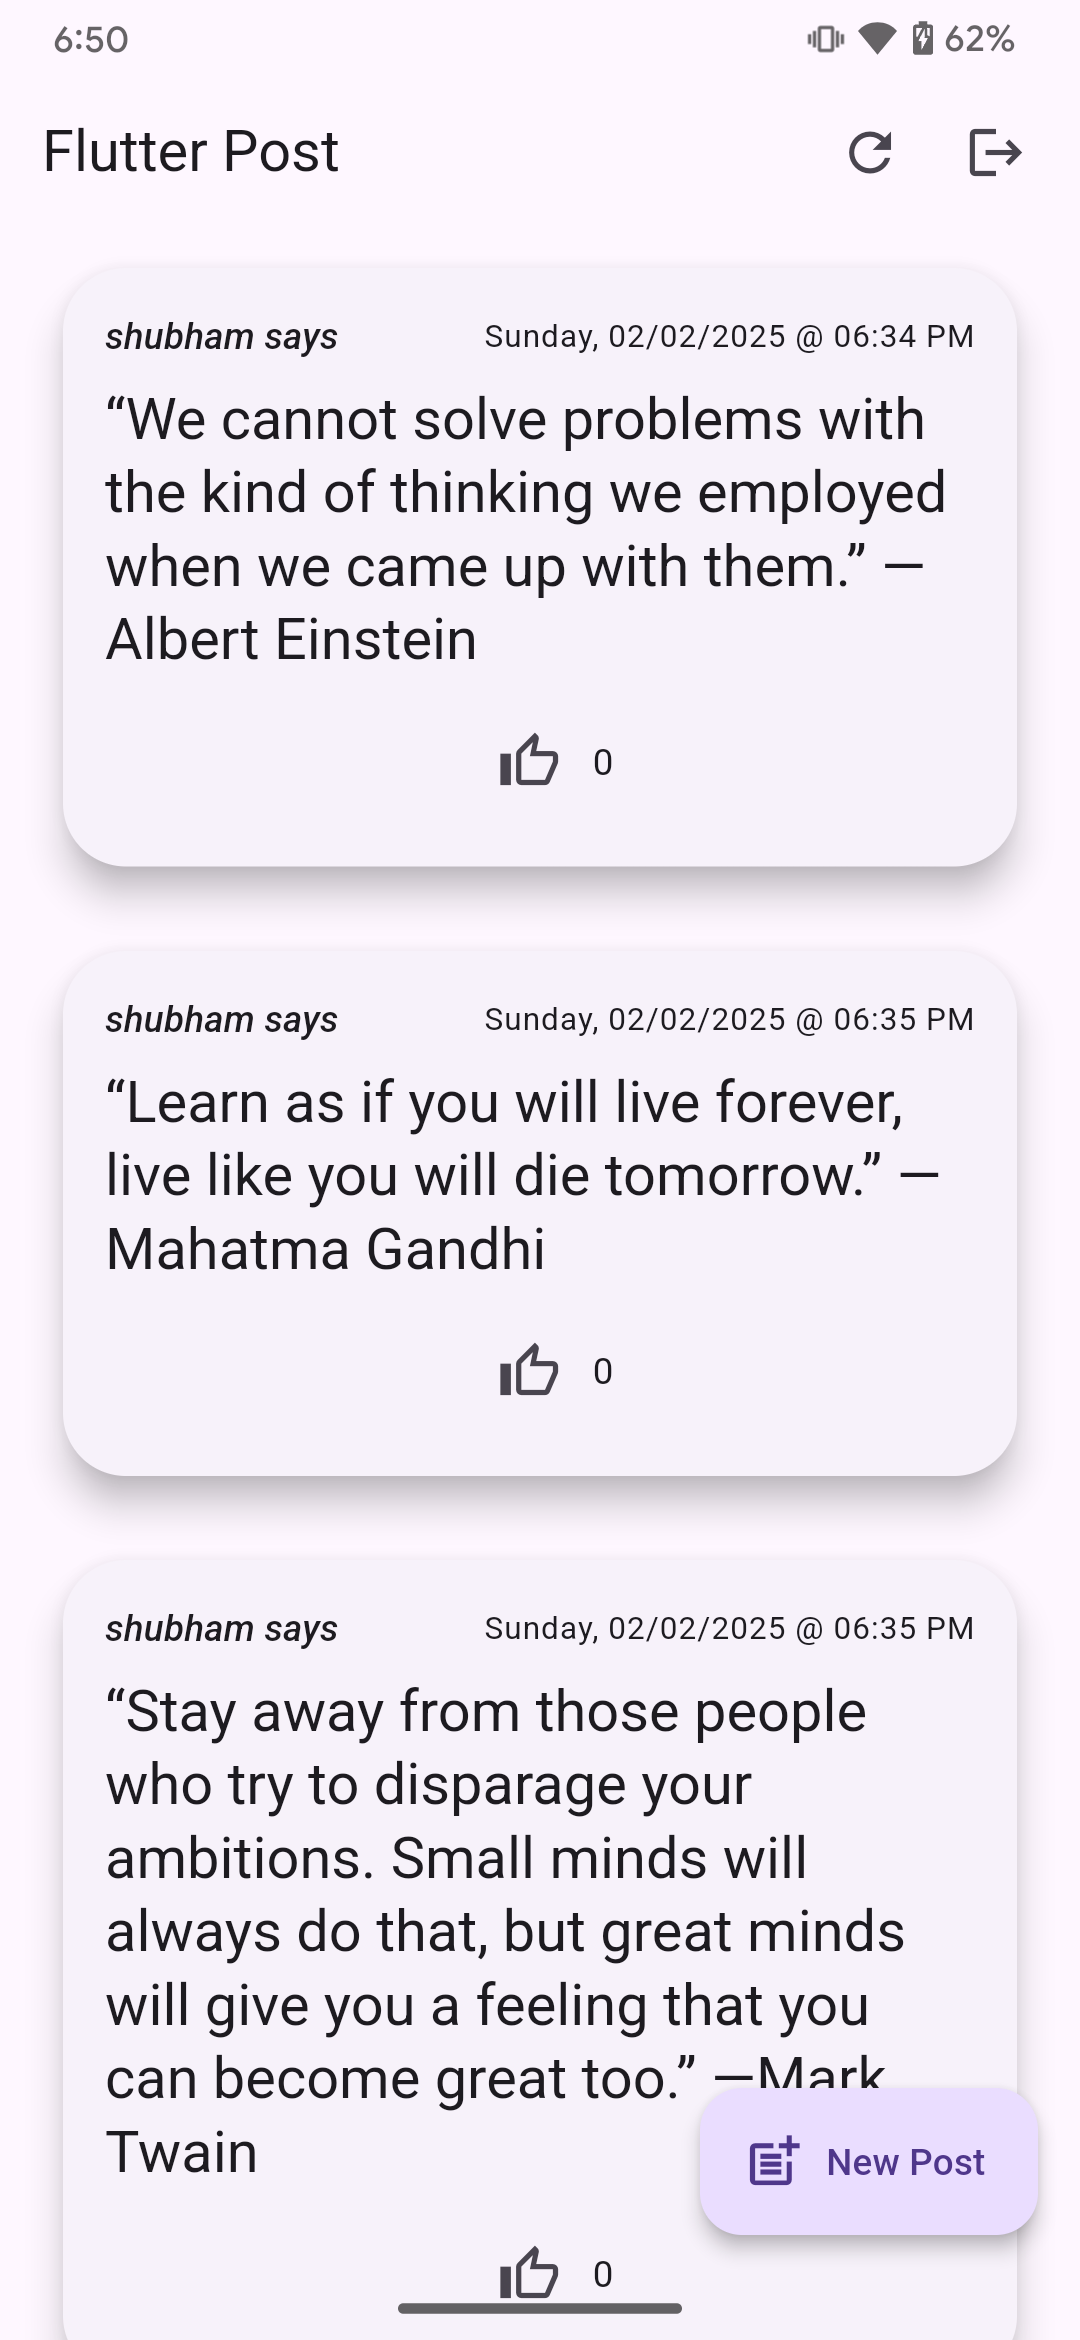 6:50
62%
Flutter Post
shubham says
Sunday, 02/02/2025 @ 06:34 PM
“We cannot solve problems with
the kind of thinking we employed
when we came up with them.” —
Albert Einstein
0
shubham says
Sunday, 02/02/2025 @ 06:35 PM
“Learn as if you will live forever,
live like you will die tomorrow.” —
Mahatma Gandhi
0
shubham says
Sunday, 02/02/2025 @ 06:35 PM
“Stay away from those people
who try to disparage your
ambitions. Small minds will
always do that, but great minds
will give you a feeling that you
can become great too.” —Mark
Twain
New Post
0